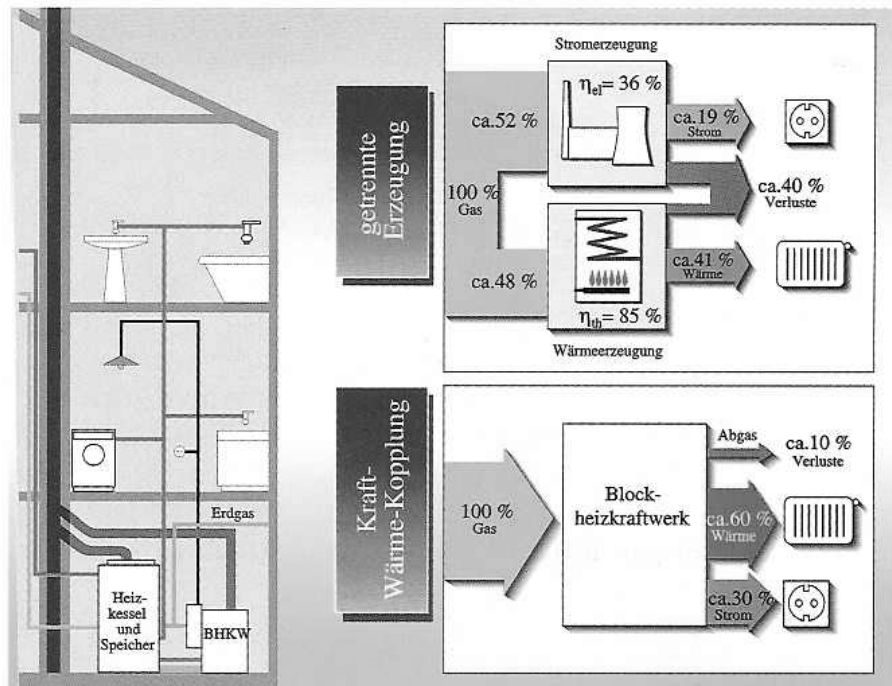 Erdgas
Heiz-
kessel
und
Speicher
BHKW
getrennte
Erzeugung
Stromerzeugung
ηel= 36 %
ca.52 %
ca.19 %
Strom
100 %
Gas
ca.40 %
Verluste
ca.48 %
ca.41 %
Wärme
ηth= 85 %
Wärmeerzeugung
Kraft-
Wärme-Kopplung
100 %
Gas
Block-
heizkraftwerk
Abgas
ca.10 %
Verluste
ca.60 %
Wärme
ca.30 %
Strom